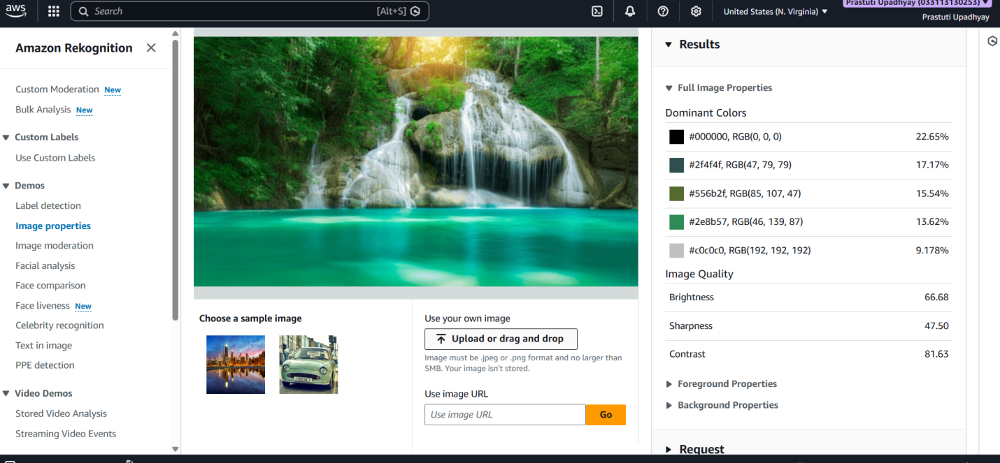 aws
Search
[Alt+S]
United States (N. Virginia)
Prastuti Upadhyay (033113130253)
Prastuti Upadhyay
Amazon Rekognition
Custom Moderation New
Bulk Analysis New
Custom Labels
Use Custom Labels
Demos
Label detection
Image properties
Image moderation
Facial analysis
Face comparison
Face liveness New
Celebrity recognition
Text in image
PPE detection
Video Demos
Stored Video Analysis
Streaming Video Events
Choose a sample image
Use your own image
Upload or drag and drop
Image must be .jpeg or .png format and no larger than
5MB. Your image isn't stored.
Use image URL
Use image URL
Go
Results
Full Image Properties
Dominant Colors
#000000, RGB(0, 0, 0) 22.65%
#2f4f4f, RGB(47, 79, 79) 17.17%
#556b2f, RGB(85, 107, 47) 15.54%
#2e8b57, RGB(46, 139, 87) 13.62%
#c0c0c0, RGB(192, 192, 192) 9.178%
Image Quality
Brightness 66.68
Sharpness 47.50
Contrast 81.63
Foreground Properties
Background Properties
Request